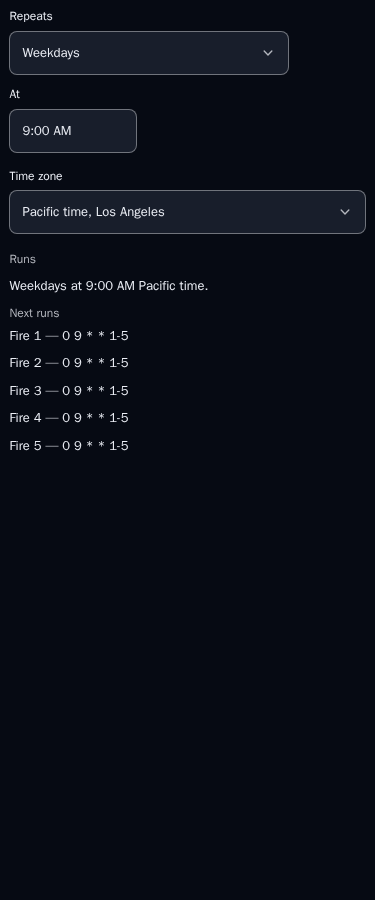 Repeats
Weekdays
At
9:00 AM
Time zone
Pacific time, Los Angeles
Runs
Weekdays at 9:00 AM Pacific time.
Next runs
Fire 1 — 0 9 * * 1-5
Fire 2 — 0 9 * * 1-5
Fire 3 — 0 9 * * 1-5
Fire 4 — 0 9 * * 1-5
Fire 5 — 0 9 * * 1-5